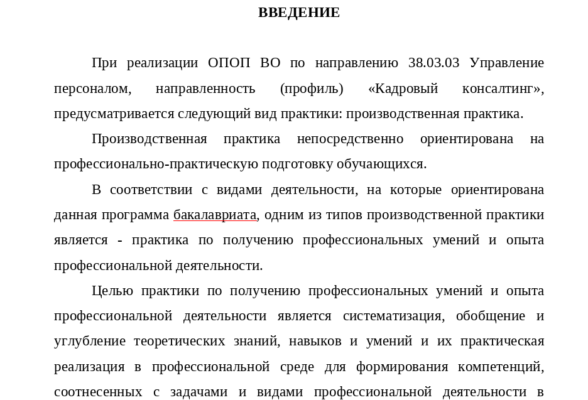 ВВЕДЕНИЕ
При реализации ОПОП ВО по направлению 38.03.03 Управление
персоналом, направленность (профиль) «Кадровый консалтинг»,
предусматривается следующий вид практики: производственная практика.
Производственная практика непосредственно ориентирована на
профессионально-практическую подготовку обучающихся.
В соответствии с видами деятельности, на которые ориентирована
данная программа бакалавриата, одним из типов производственной практики
является - практика по получению профессиональных умений и опыта
профессиональной деятельности.
Целью практики по получению профессиональных умений и опыта
профессиональной деятельности является систематизация, обобщение и
углубление теоретических знаний, навыков и умений и их практическая
реализация в профессиональной среде для формирования компетенций,
соотнесенных с задачами и видами профессиональной деятельности в